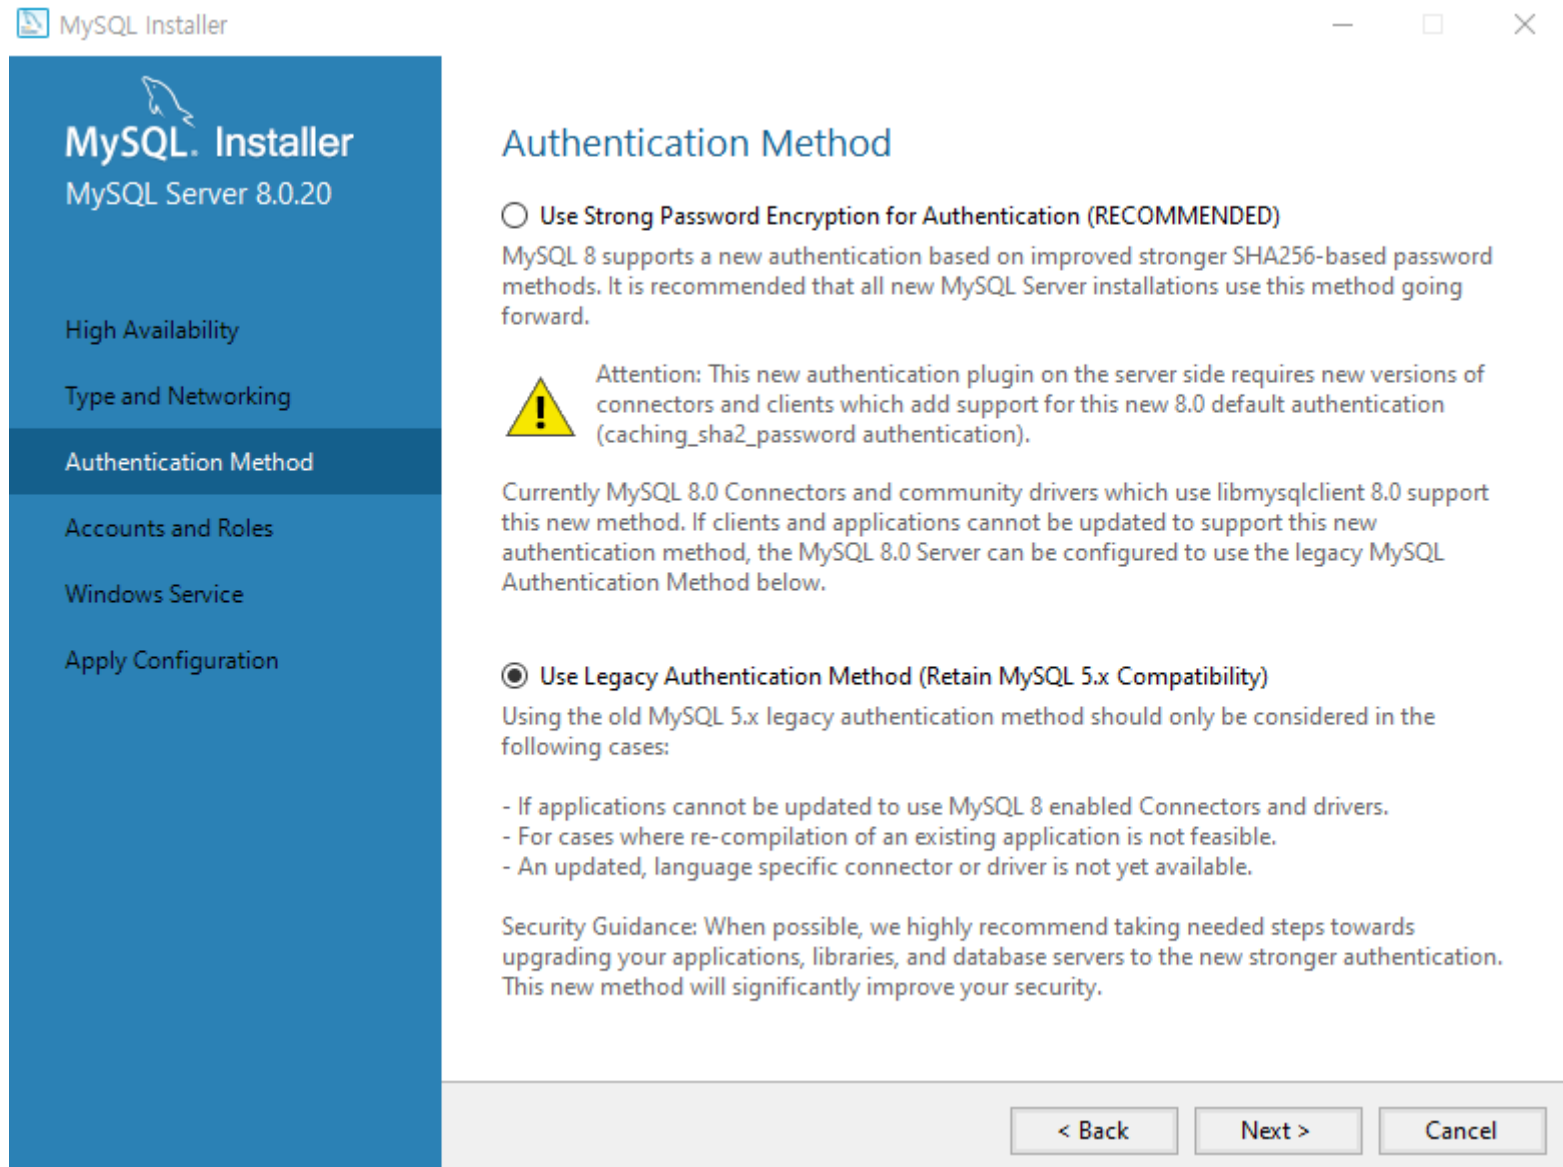 MySQL Installer
MySQL. Installer
MySQL Server 8.0.20
High Availability
Type and Networking
Authentication Method
Accounts and Roles
Windows Service
Apply Configuration
Authentication Method
Use Strong Password Encryption for Authentication (RECOMMENDED)
MySQL 8 supports a new authentication based on improved stronger SHA256-based password
methods. It is recommended that all new MySQL Server installations use this method going
forward.
Attention: This new authentication plugin on the server side requires new versions of
connectors and clients which add support for this new 8.0 default authentication
(caching_sha2_password authentication).
Currently MySQL 8.0 Connectors and community drivers which use libmysqlclient 8.0 support
this new method. If clients and applications cannot be updated to support this new
authentication method, the MySQL 8.0 Server can be configured to use the legacy MySQL
Authentication Method below.
Use Legacy Authentication Method (Retain MySQL 5.x Compatibility)
Using the old MySQL 5.x legacy authentication method should only be considered in the
following cases:
- If applications cannot be updated to use MySQL 8 enabled Connectors and drivers.
- For cases where re-compilation of an existing application is not feasible.
- An updated, language specific connector or driver is not yet available.
Security Guidance: When possible, we highly recommend taking needed steps towards
upgrading your applications, libraries, and database servers to the new stronger authentication.
This new method will significantly improve your security.
< Back
Next >
Cancel